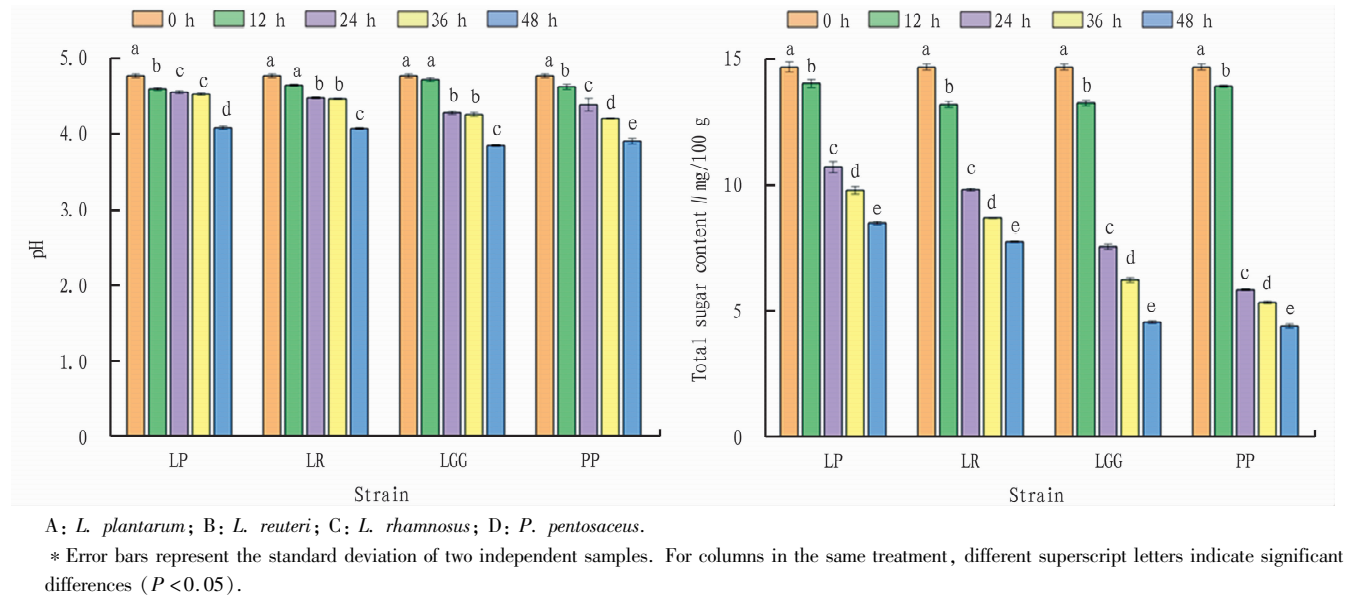 0 h 12 h 24 h 36 h 48 h
5.0
4.0
3.0
2.0
1.0
0
pH
a b c c d
a a b b c
a a b b c
a b c d e
LP LR LGG PP
Strain
0 h 12 h 24 h 36 h 48 h
15
10
5
0
Total sugar content // mg/100 g
a b c d e
a b c d e
a b c d e
a b c d e
LP LR LGG PP
Strain
A: L. plantarum; B: L. reuteri; C: L. rhamnosus; D: P. pentosaceus.
* Error bars represent the standard deviation of two independent samples. For columns in the same treatment, different superscript letters indicate significant
differences (P<0.05).